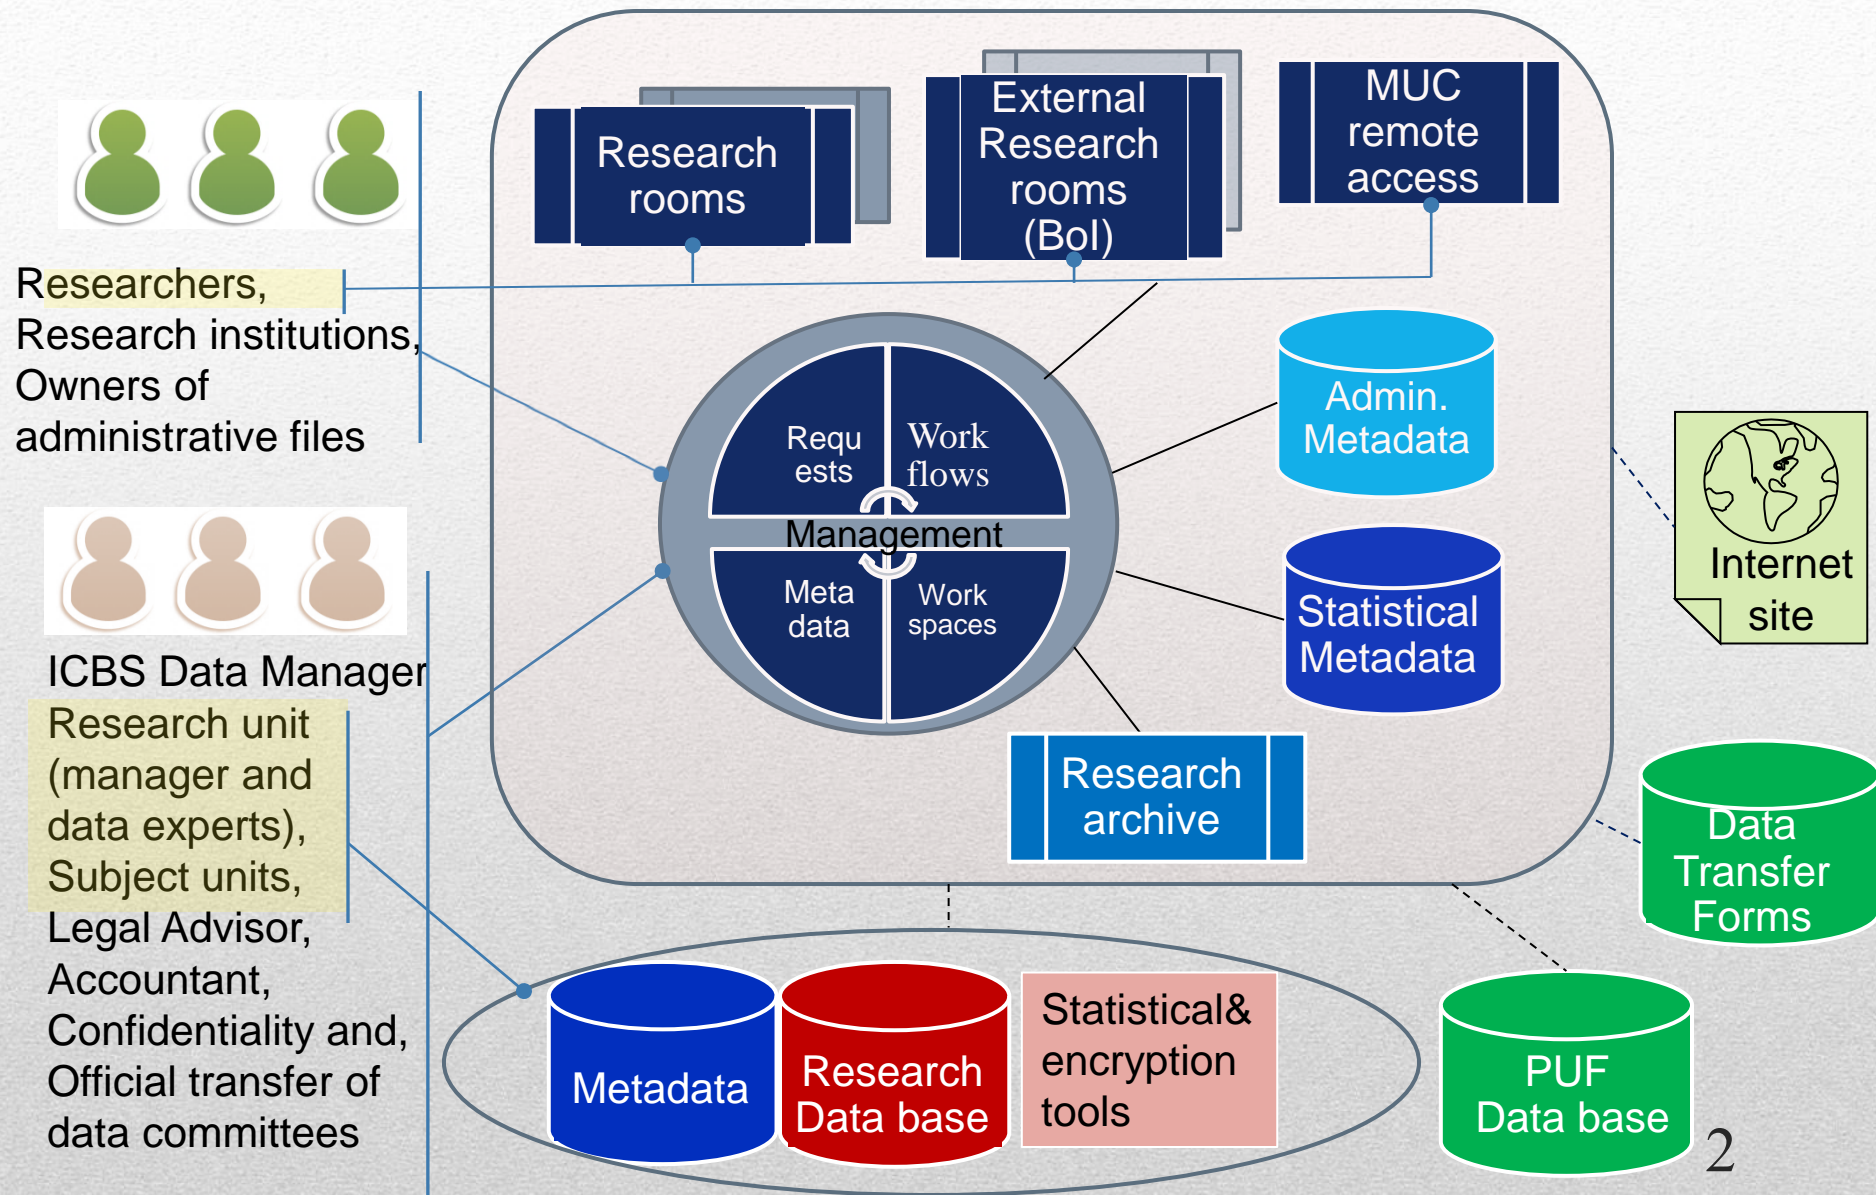 Research
rooms
External
Research
rooms
(BoI)
MUC
remote
access
Researchers,
Research institutions,
Owners of
administrative files
Requ
ests
Work
flows
Management
Meta
data
Work
spaces
Admin.
Metadata
Statistical
Metadata
Internet
site
ICBS Data Manager
Research unit
(manager and
data experts),
Subject units,
Legal Advisor,
Accountant,
Confidentiality and,
Official transfer of
data committees
Research
archive
Data
Transfer
Forms
Metadata
Research
Data base
Statistical&
encryption
tools
PUF
Data base
2